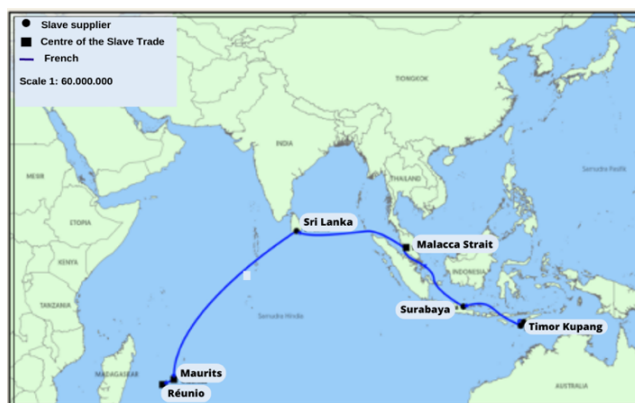 Slave supplier
Centre of the Slave Trade
French
Scale 1: 60.000.000
TIONGKOK
MESIR
INDIA
Samudra Pasifik
THAILAND
ETIOPIA
Sri Lanka
Malacca Strait
KENYA
INDONESIA
TANZANIA
Surabaya
Samudra Hindia
Timor Kupang
Maurits
MADAGASKAR
Réunio
AUSTRALIA